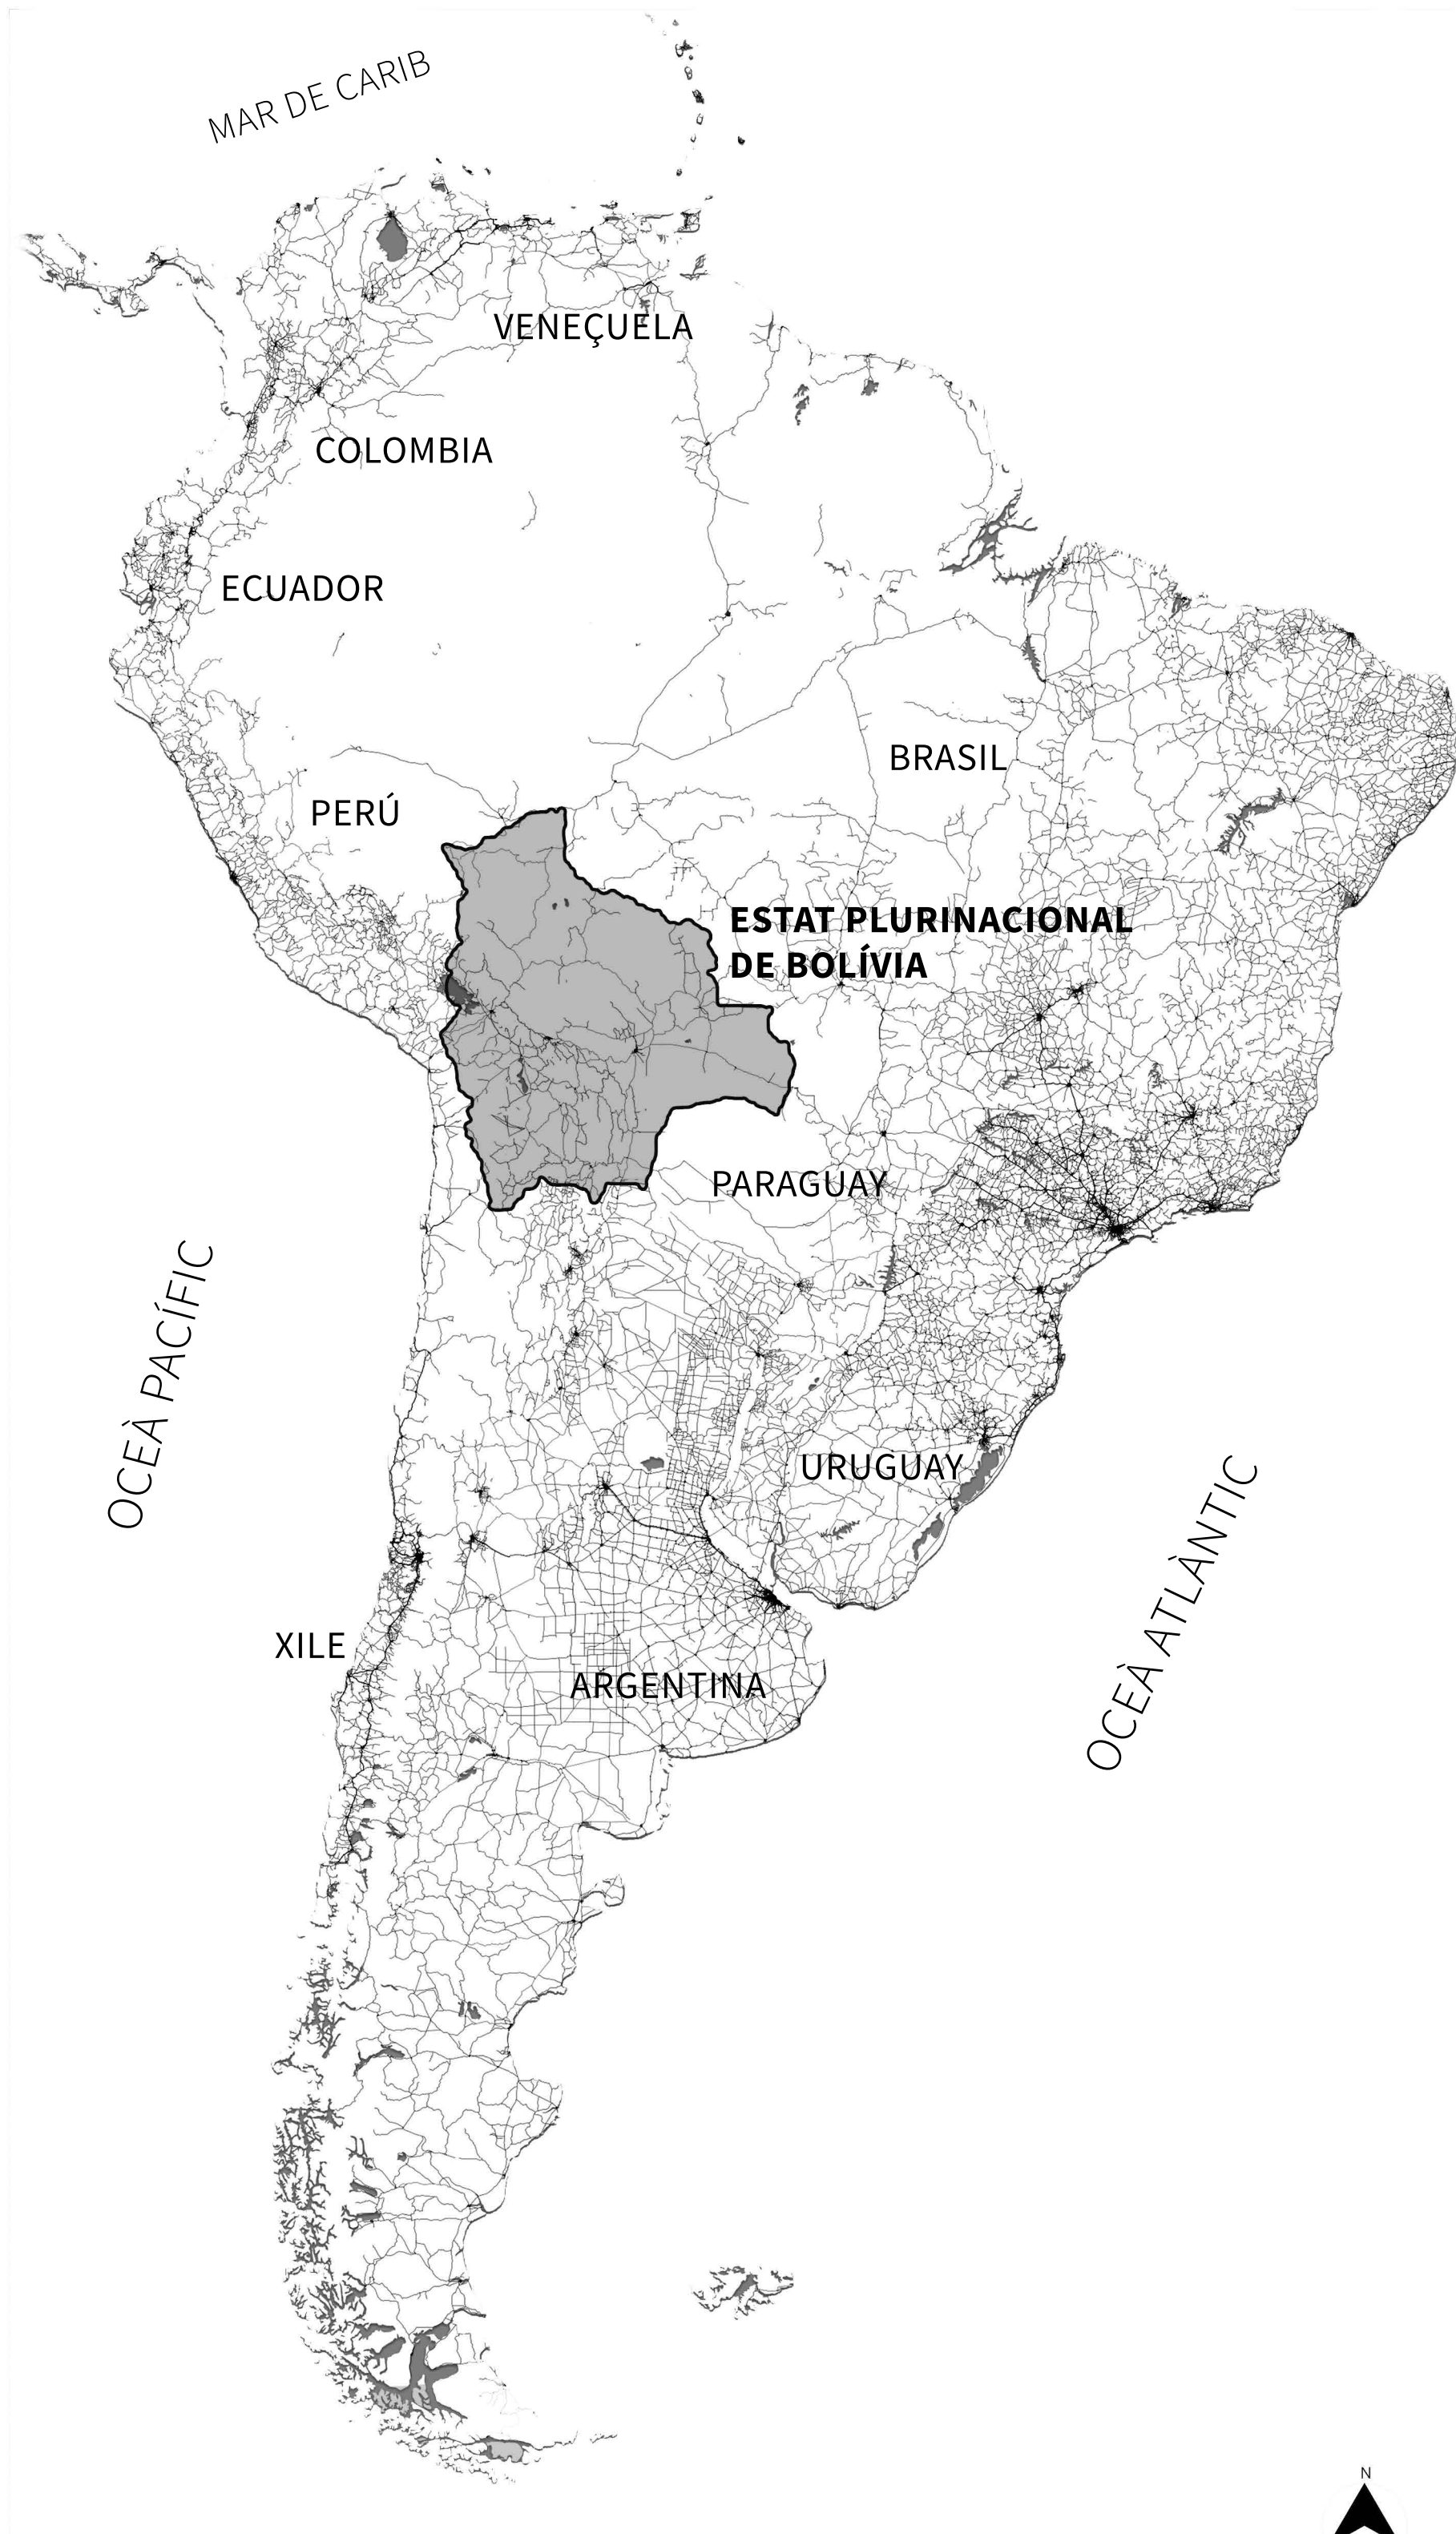 MAR DE CARIB
VENEÇUELA
COLOMBIA
ECUADOR
BRASIL
PERÚ
ESTAT PLURINACIONAL
DE BOLÍVIA
PARAGUAY
OCEÀ PACÍFIC
URUGUAY
OCEÀ ATLÀNTIC
XILE
ARGENTINA
N